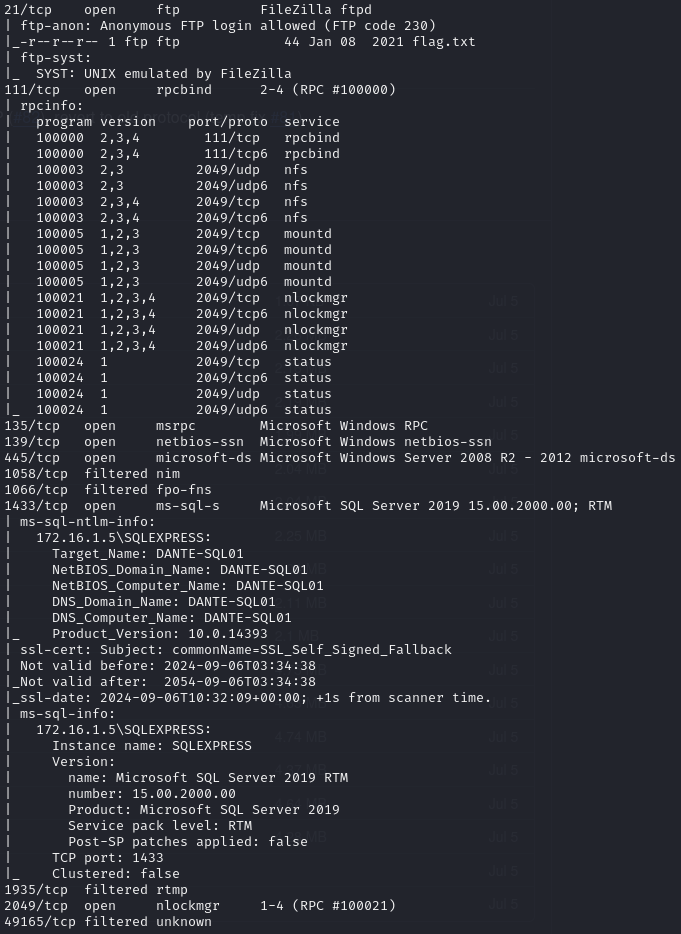 21/tcp    open     ftp          FileZilla ftpd
| ftp-anon: Anonymous FTP login allowed (FTP code 230)
|_-r--r--r-- 1 ftp ftp             44 Jan 08  2021 flag.txt
| ftp-syst:
|_  SYST: UNIX emulated by FileZilla
111/tcp   open     rpcbind      2-4 (RPC #100000)
| rpcinfo:
|   program version    port/proto  service
|   100000  2,3,4        111/tcp   rpcbind
|   100000  2,3,4        111/tcp6  rpcbind
|   100003  2,3         2049/udp   nfs
|   100003  2,3         2049/udp6  nfs
|   100003  2,3,4       2049/tcp   nfs
|   100003  2,3,4       2049/tcp6  nfs
|   100005  1,2,3       2049/tcp   mountd
|   100005  1,2,3       2049/tcp6  mountd
|   100005  1,2,3       2049/udp   mountd
|   100005  1,2,3       2049/udp6  mountd
|   100021  1,2,3,4     2049/tcp   nlockmgr
|   100021  1,2,3,4     2049/tcp6  nlockmgr
|   100021  1,2,3,4     2049/udp   nlockmgr
|   100021  1,2,3,4     2049/udp6  nlockmgr
|   100024  1           2049/tcp   status
|   100024  1           2049/tcp6  status
|   100024  1           2049/udp   status
|_  100024  1           2049/udp6  status
135/tcp   open     msrpc        Microsoft Windows RPC
139/tcp   open     netbios-ssn  Microsoft Windows netbios-ssn
445/tcp   open     microsoft-ds Microsoft Windows Server 2008 R2 - 2012 microsoft-ds
1058/tcp  filtered nim
1066/tcp  filtered fpo-fns
1433/tcp  open     ms-sql-s     Microsoft SQL Server 2019 15.00.2000.00; RTM
| ms-sql-ntlm-info:
|   172.16.1.5\SQLEXPRESS:
|     Target_Name: DANTE-SQL01
|     NetBIOS_Domain_Name: DANTE-SQL01
|     NetBIOS_Computer_Name: DANTE-SQL01
|     DNS_Domain_Name: DANTE-SQL01
|     DNS_Computer_Name: DANTE-SQL01
|_    Product_Version: 10.0.14393
| ssl-cert: Subject: commonName=SSL_Self_Signed_Fallback
| Not valid before: 2024-09-06T03:34:38
|_Not valid after:  2054-09-06T03:34:38
|_ssl-date: 2024-09-06T10:32:09+00:00; +1s from scanner time.
| ms-sql-info:
|   172.16.1.5\SQLEXPRESS:
|     Instance name: SQLEXPRESS
|     Version:
|       name: Microsoft SQL Server 2019 RTM
|       number: 15.00.2000.00
|       Product: Microsoft SQL Server 2019
|       Service pack level: RTM
|       Post-SP patches applied: false
|     TCP port: 1433
|_    Clustered: false
1935/tcp  filtered rtmp
2049/tcp  open     nlockmgr     1-4 (RPC #100021)
49165/tcp filtered unknown